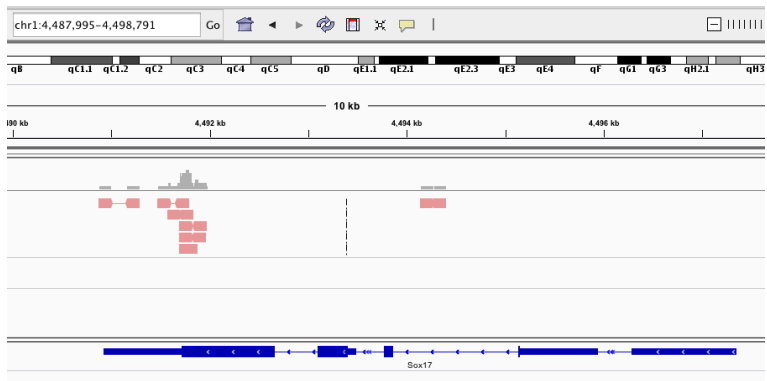 chr1:4,487,995-4,498,791 Go
qB qC1.1 qC1.2 qC2 qC3 qC4 qC5 qD qE1.1 qE2.1 qE2.3 qE3 qE4 qF qG1 qG3 qH2.1 qH3
10 kb
490 kb 4,492 kb 4,494 kb 4,496 kb
Sox17